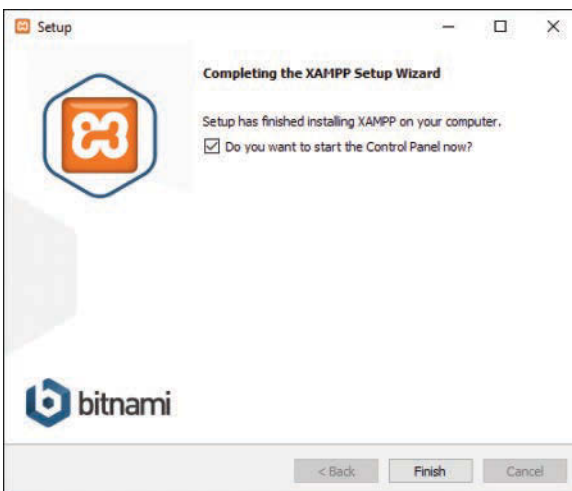 Setup
Completing the XAMPP Setup Wizard
Setup has finished installing XAMPP on your computer.
Do you want to start the Control Panel now?
bitnami
< Back
Finish
Cancel